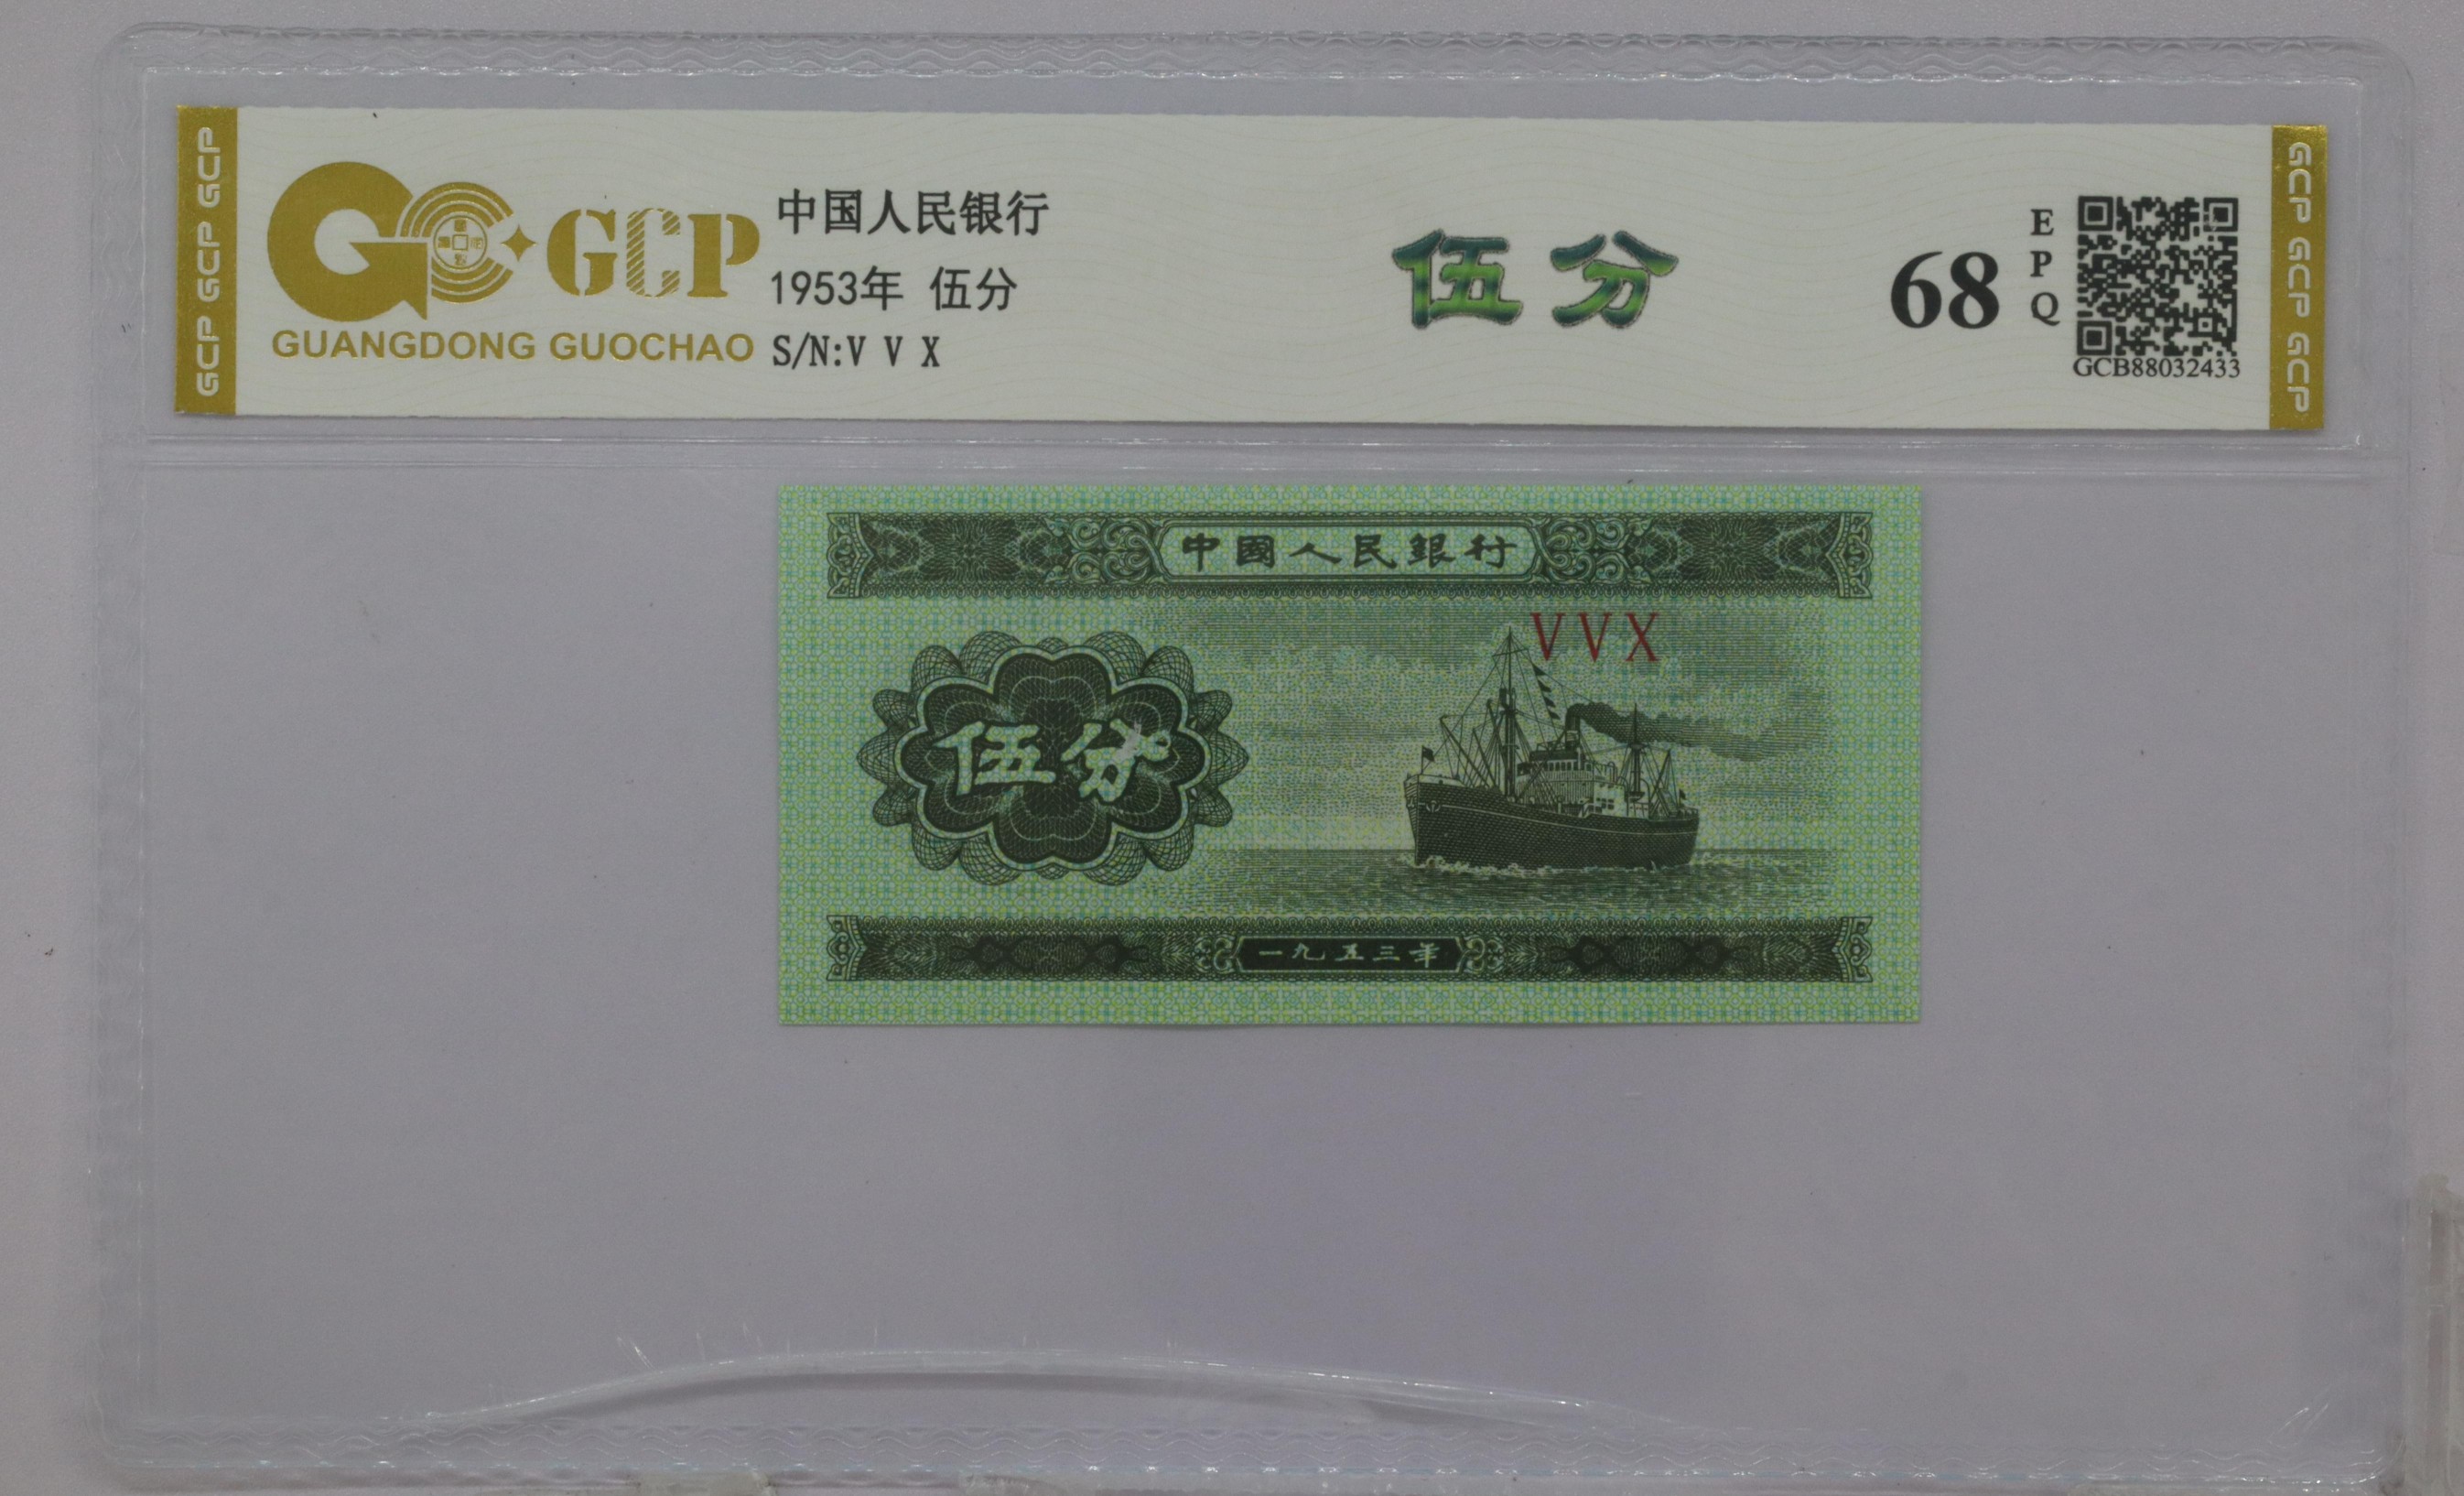 GCP GCP GCP
GCP
GUANGDONG GUOCHAO
中国人民银行
1953年 伍分
S/N:V V X
伍分
68
E
P
Q
GCB88032433
GCP GCP GCP
中國人民銀行
VVX
伍分
一九五三年